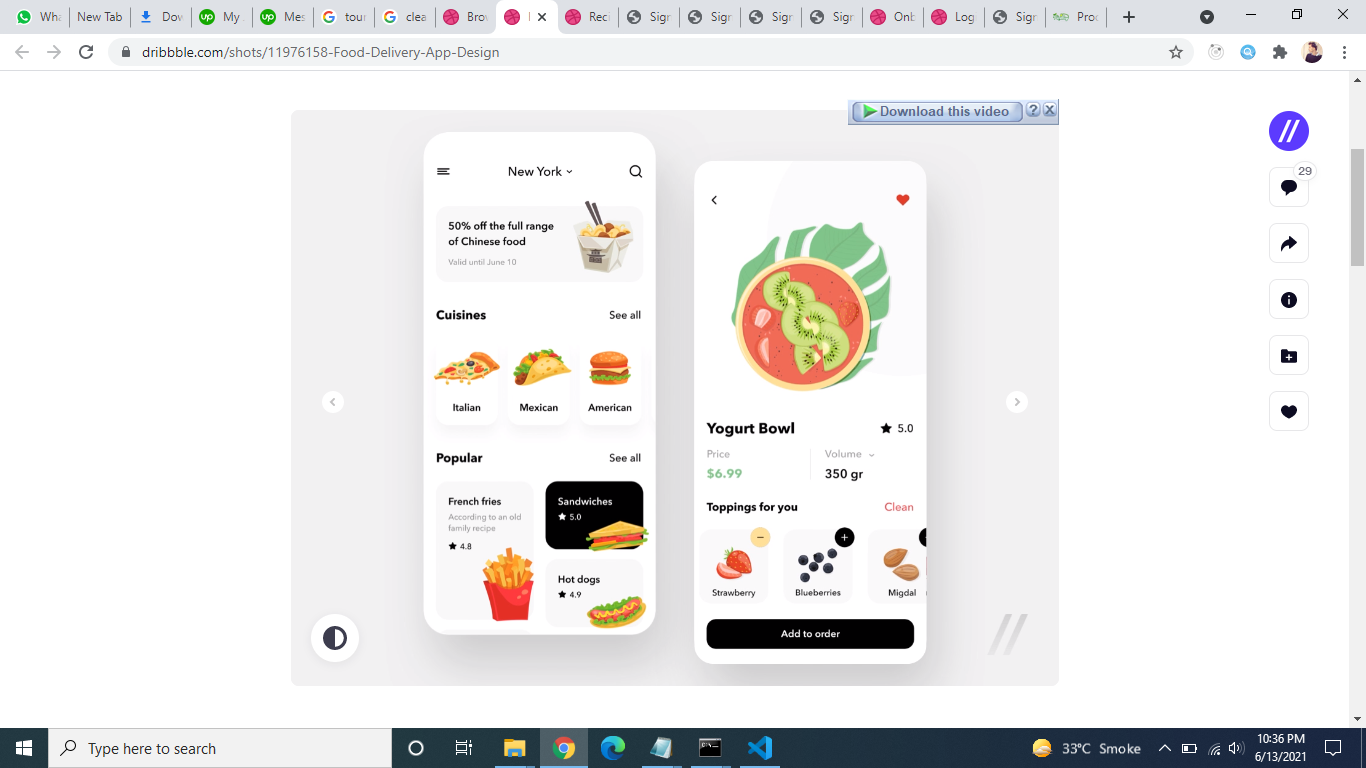 Wha
New Tab
Dow
My
Mes
tour
clea
Brow
Reci
Sign
Sign
Sign
Sign
Onb
Log
Sign
Proc
dribbble.com/shots/11976158-Food-Delivery-App-Design
Download this video ? X
29
New York
50% off the full range
of Chinese food
Valid until June 10
Cuisines See all
Italian Mexican American
Popular See all
French fries
According to an old
family recipe
4.8
Sandwiches
5.0
Hot dogs
4.9
Yogurt Bowl 5.0
Price Volume
$6.99 350 gr
Toppings for you Clean
Strawberry Blueberries Migdal
Add to order
Type here to search
33°C Smoke
10:36 PM
6/13/2021